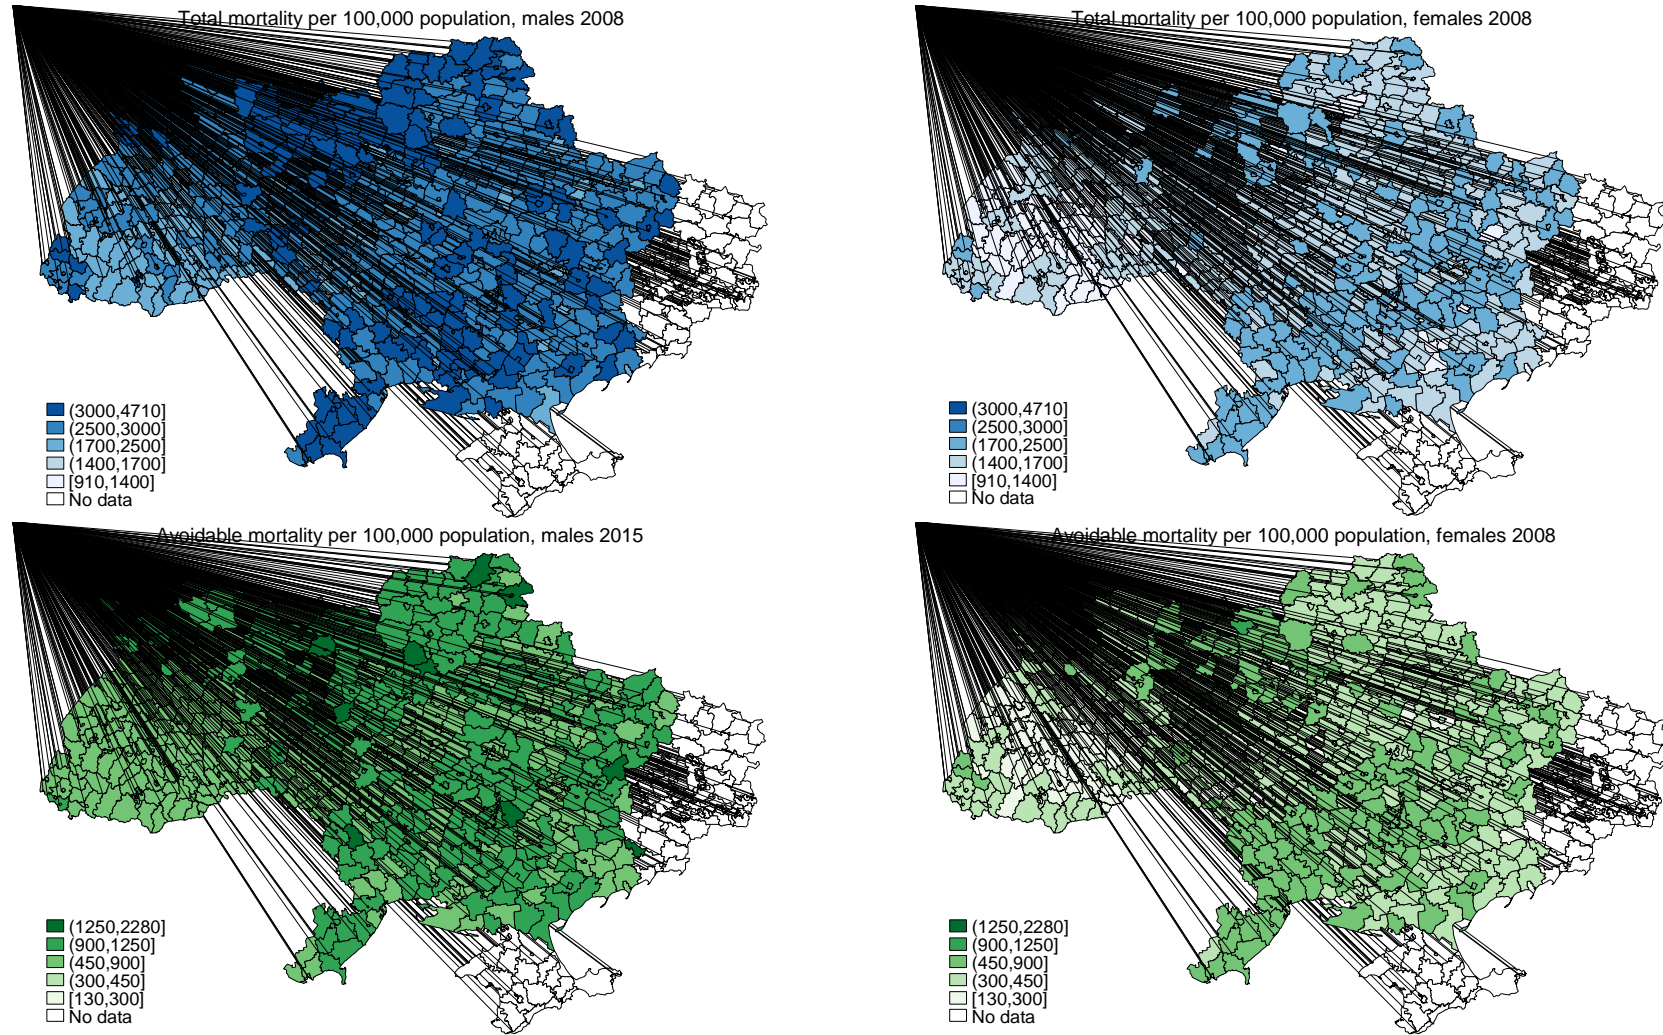 Total mortality per 100,000 population, males 2008
(3000,4710]
(2500,3000]
(1700,2500]
(1400,1700]
[910,1400]
No data
Total mortality per 100,000 population, females 2008
(3000,4710]
(2500,3000]
(1700,2500]
(1400,1700]
[910,1400]
No data
Avoidable mortality per 100,000 population, males 2015
(1250,2280]
(900,1250]
(450,900]
(300,450]
[130,300]
No data
Avoidable mortality per 100,000 population, females 2008
(1250,2280]
(900,1250]
(450,900]
(300,450]
[130,300]
No data